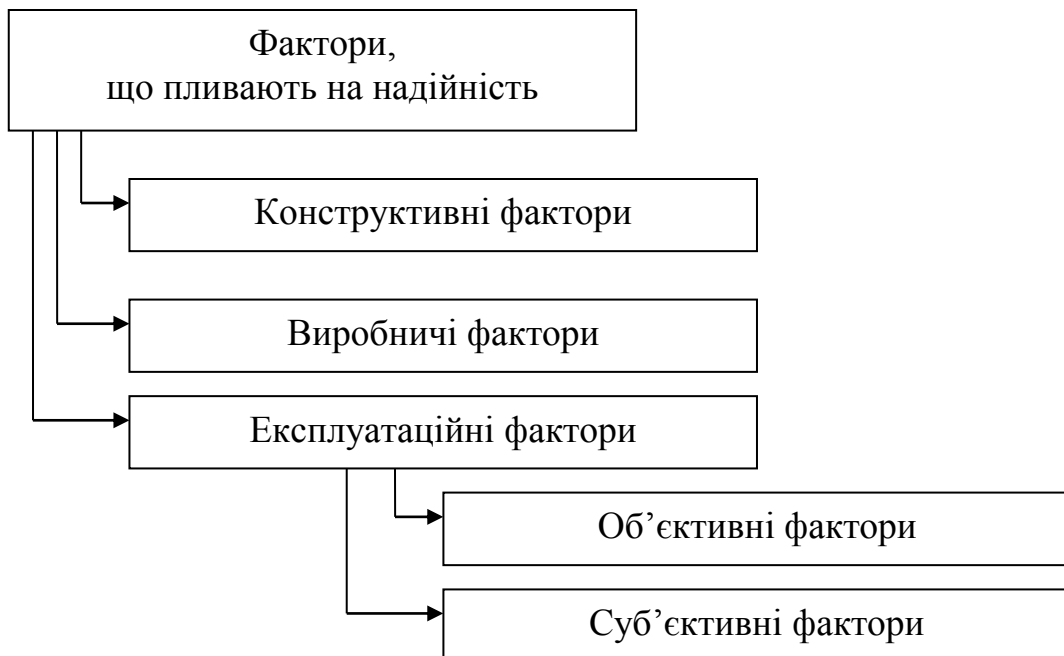 Фактори,
що пливають на надійність
Конструктивні фактори
Виробничі фактори
Експлуатаційні фактори
Об’єктивні фактори
Суб’єктивні фактори